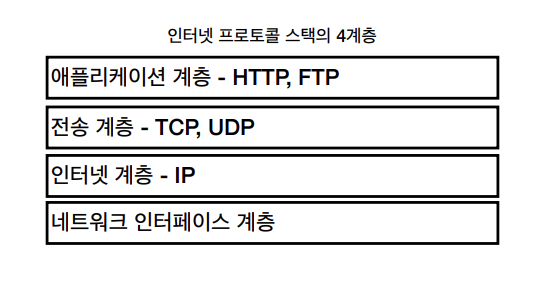 인터넷 프로토콜 스택의 4계층
애플리케이션 계층 - HTTP, FTP
전송 계층 - TCP, UDP
인터넷 계층 - IP
네트워크 인터페이스 계층